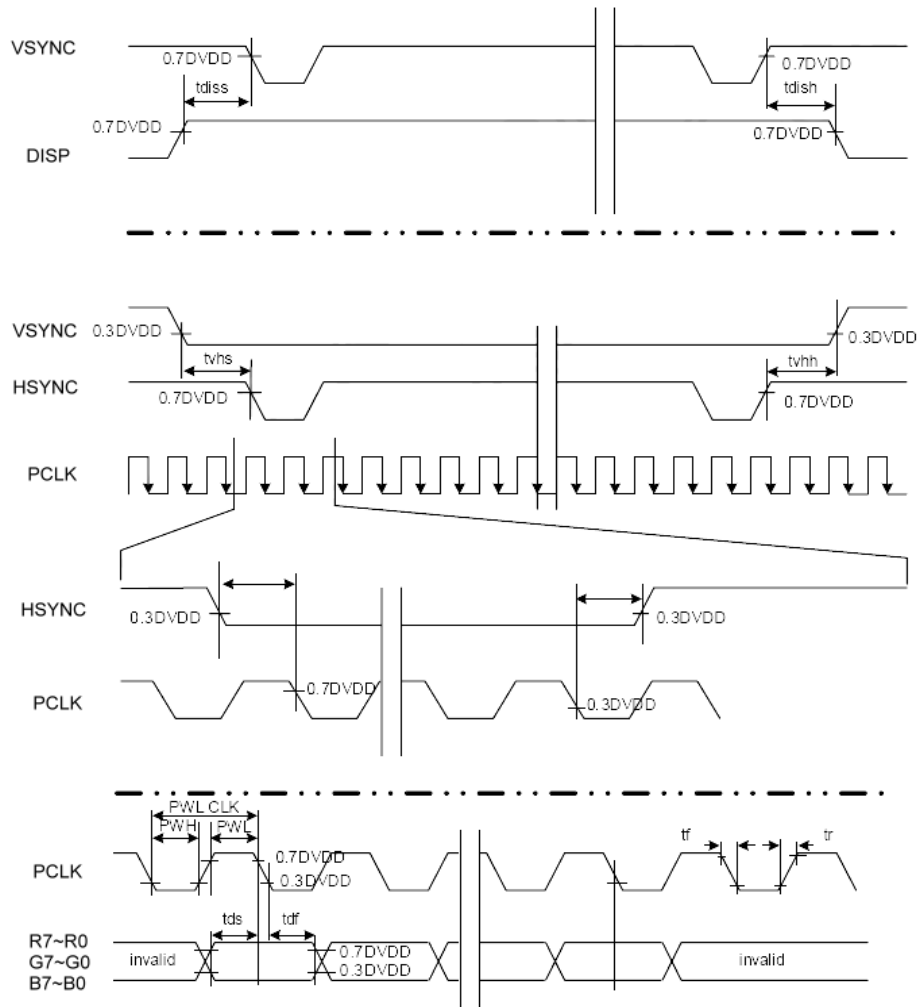 VSYNC
0.7DVDD
0.7DVDD
tdiss
tdish
0.7DVDD
0.7DVDD
DISP
VSYNC
0.3DVDD
0.3DVDD
tvhs
tvhh
HSYNC
0.7DVDD
0.7DVDD
PCLK
HSYNC
0.3DVDD
0.3DVDD
PCLK
0.7DVDD
0.3DVDD
PWL CLK
PWH
PWL
tf
tr
PCLK
0.7DVDD
0.3DVDD
tds
tdf
R7~R0
G7~G0
B7~B0
invalid
0.7DVDD
0.3DVDD
invalid